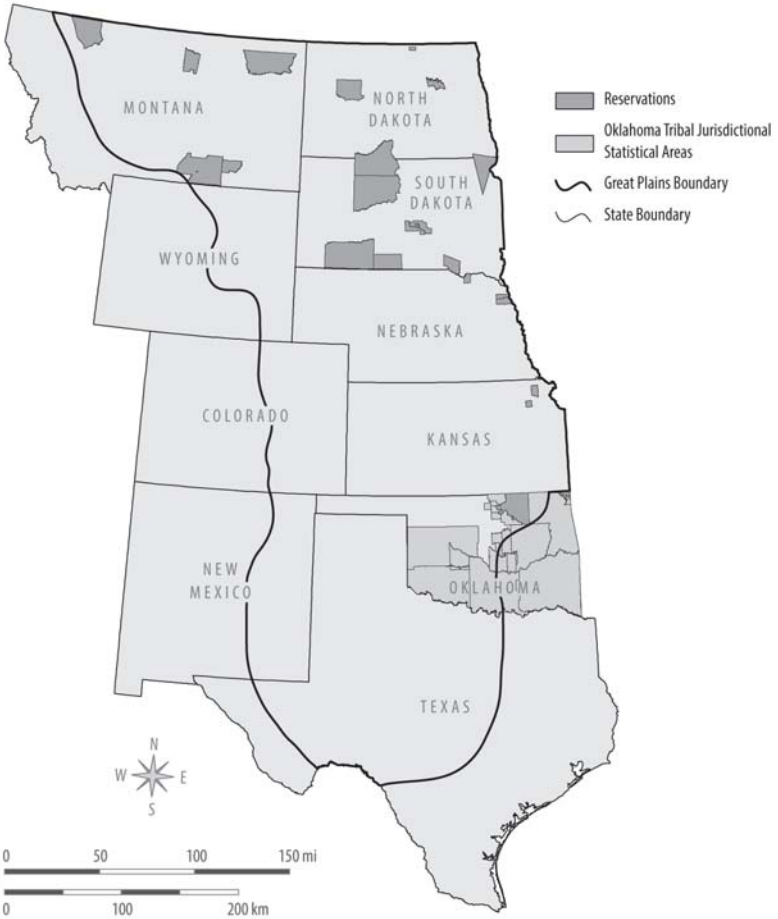 MONTANA
NORTH
DAKOTA
SOUTH
DAKOTA
WYOMING
NEBRASKA
COLORADO
KANSAS
NEW
MEXICO
OKLAHOMA
TEXAS
Reservations
Oklahoma Tribal Jurisdictional
Statistical Areas
Great Plains Boundary
State Boundary
N
W E
S
0 50 100 150 mi
0 100 200 km